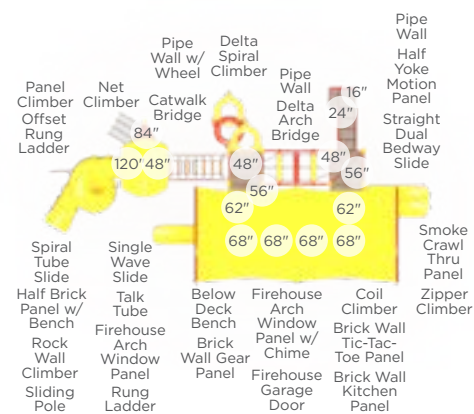 Pipe
Wall
Half
Yoke
Motion
Panel
Straight
Dual
Bedway
Slide
Delta
Spiral
Climber
Pipe
Wall w/
Wheel
Catwalk
Bridge
Pipe
Wall
Delta
Arch
Bridge
Panel
Climber
Offset
Rung
Ladder
Net
Climber
16"
24"
84"
120'
48"
48"
48"
56"
56"
62"
62"
68"
68"
68"
68"
Smoke
Crawl
Thru
Panel
Zipper
Climber
Spiral
Tube
Slide
Half Brick
Panel w/
Bench
Rock
Wall
Climber
Sliding
Pole
Single
Wave
Slide
Talk
Tube
Firehouse
Arch
Window
Panel
Rung
Ladder
Below
Deck
Bench
Brick
Wall Gear
Panel
Firehouse
Arch
Window
Panel w/
Chime
Firehouse
Garage
Door
Coil
Climber
Brick Wall
Tic-Tac-
Toe Panel
Brick Wall
Kitchen
Panel